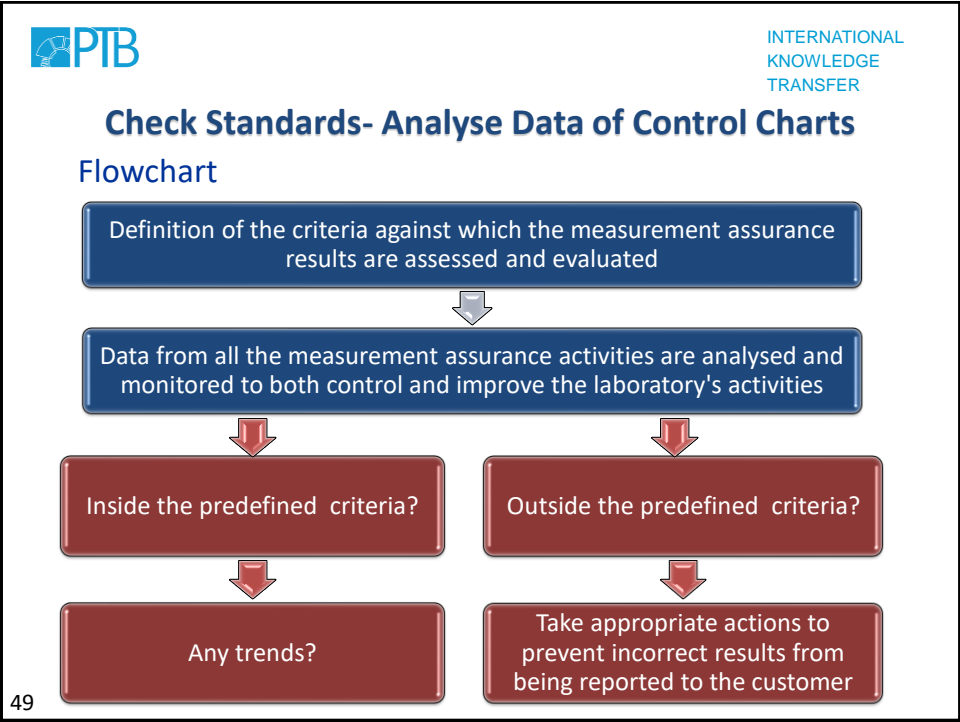 PTB
INTERNATIONAL
KNOWLEDGE
TRANSFER
Check Standards- Analyse Data of Control Charts
Flowchart
Definition of the criteria against which the measurement assurance
results are assessed and evaluated
Data from all the measurement assurance activities are analysed and
monitored to both control and improve the laboratory's activities
Inside the predefined  criteria?
Outside the predefined  criteria?
Any trends?
Take appropriate actions to
prevent incorrect results from
being reported to the customer
49